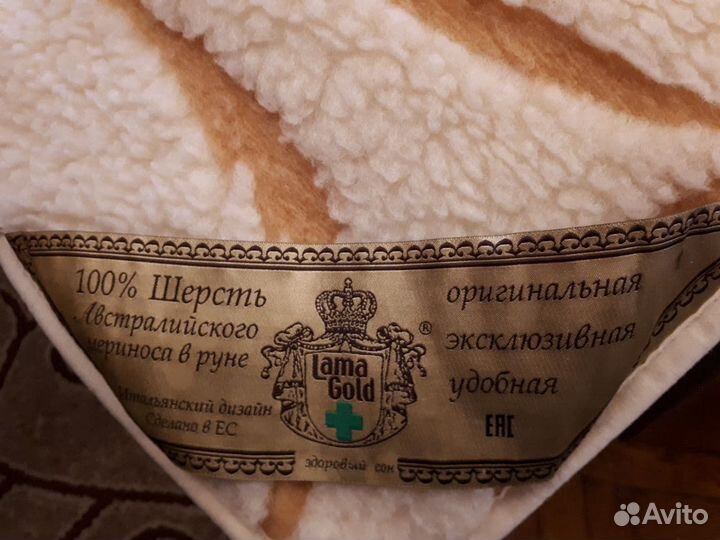 100% Шерсть
Австралийского
мериноса в руне
Итальянский дизайн
Сделано в ЕС
Lama
Gold
®
здоровый сон
оригинальная
эксклюзивная
удобная
EAC
Avito